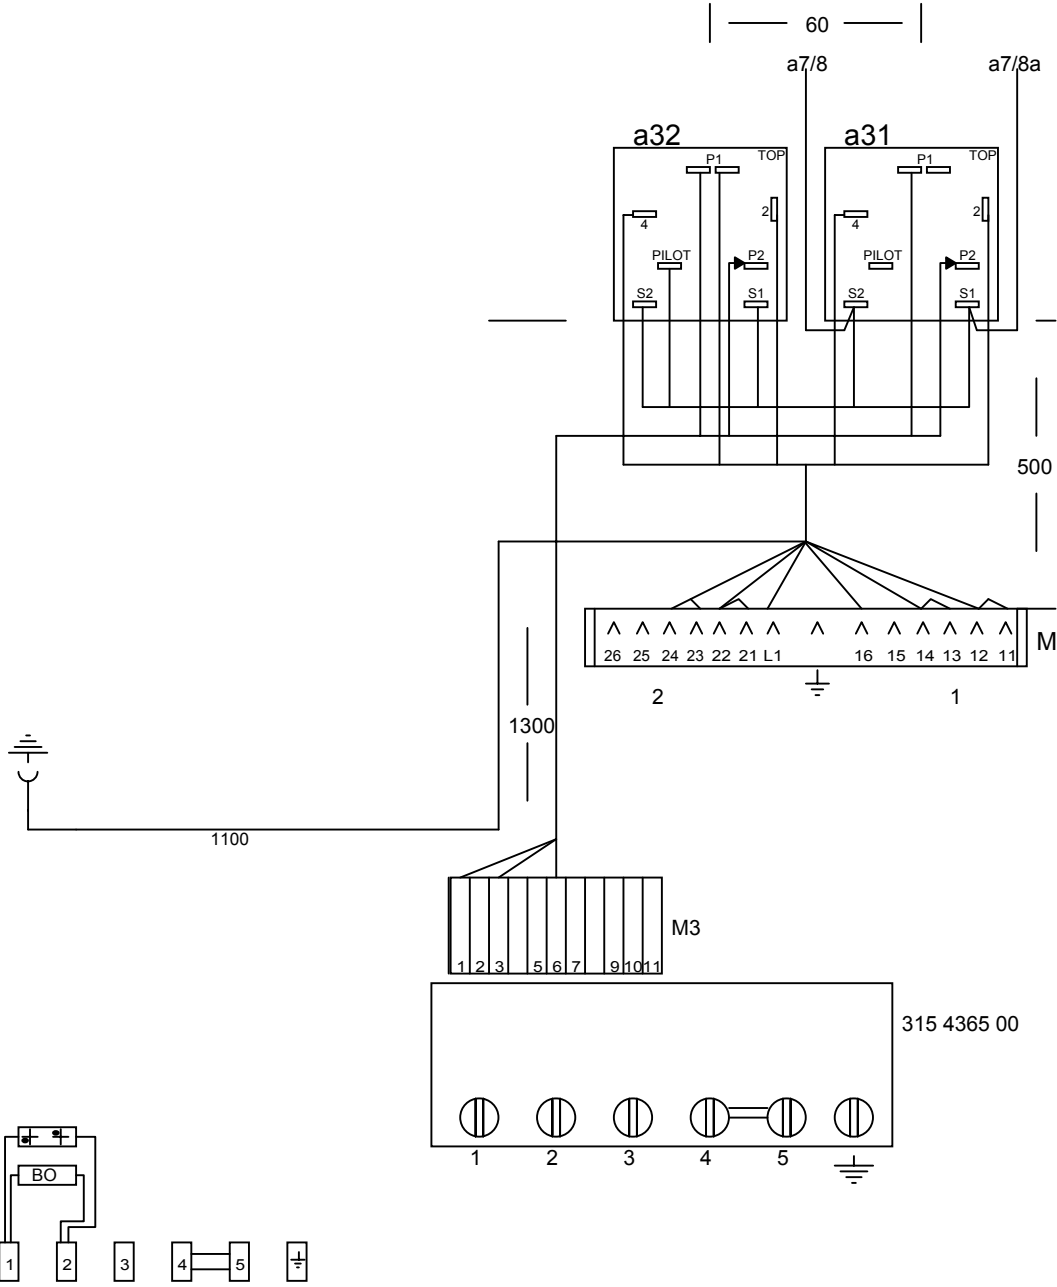 60
a7/8 a7/8a
a32 a31
P1 TOP P1 TOP
2 2
4 4
PILOT P2 PILOT P2
S2 S1 S2 S1
500
26 25 24 23 22 21 L1 16 15 14 13 12 11 M
2 1
1300
1100
M3
1 2 3 5 6 7 9 10 11
315 4365 00
1 2 3 4 5
BO
1 2 3 4 5